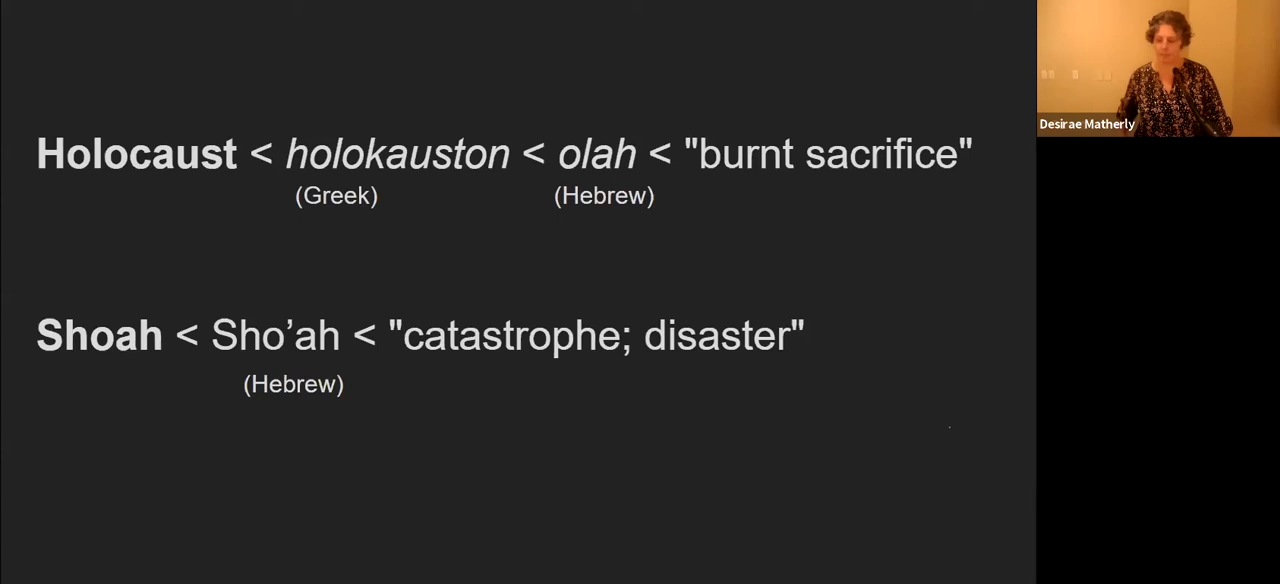 Holocaust < holokauston < olah < "burnt sacrifice"
(Greek) (Hebrew)
Shoah < Sho’ah < "catastrophe; disaster"
(Hebrew)
Desirae Matherly